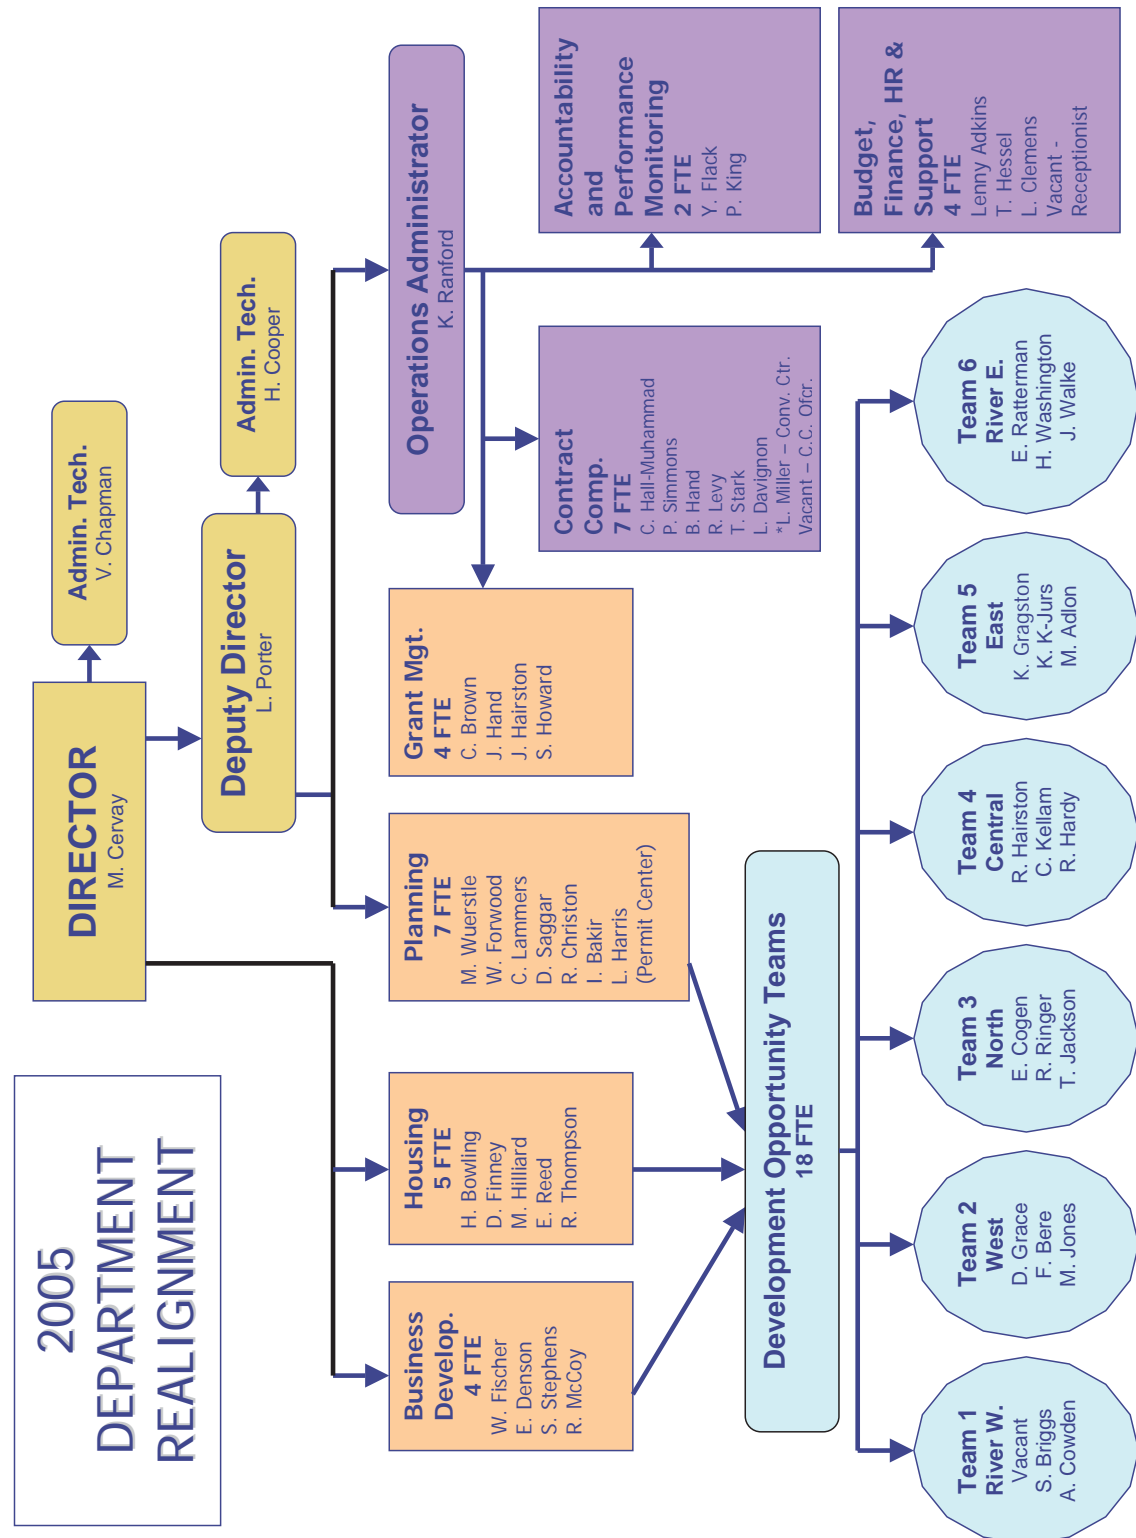 2005
DEPARTMENT
REALIGNMENT
DIRECTOR
M. Cervay
Admin. Tech.
V. Chapman
Deputy Director
L. Porter
Admin. Tech.
H. Cooper
Operations Administrator
K. Ranford
Business
Develop.
4 FTE
W. Fischer
E. Denson
S. Stephens
R. McCoy
Housing
5 FTE
H. Bowling
D. Finney
M. Hilliard
E. Reed
R. Thompson
Planning
7 FTE
M. Wuerstle
W. Forwood
C. Lammers
D. Saggar
R. Christon
I. Bakir
L. Harris
(Permit Center)
Grant Mgt.
4 FTE
C. Brown
J. Hand
J. Hairston
S. Howard
Contract
Comp.
7 FTE
C. Hall-Muhammad
P. Simmons
B. Hand
R. Levy
T. Stark
L. Davignon
*L. Miller – Conv. Ctr.
Vacant – C.C. Ofcr.
Accountability
and
Performance
Monitoring
2 FTE
Y. Flack
P. King
Budget,
Finance, HR &
Support
4 FTE
Lenny Adkins
T. Hessel
L. Clemens
Vacant -
Receptionist
Development Opportunity Teams
18 FTE
Team 1
River W.
Vacant
S. Briggs
A. Cowden
Team 2
West
D. Grace
F. Bere
M. Jones
Team 3
North
E. Cogen
R. Ringer
T. Jackson
Team 4
Central
R. Hairston
C. Kellam
R. Hardy
Team 5
East
K. Gragston
K. K-Jurs
M. Adlon
Team 6
River E.
E. Ratterman
H. Washington
J. Walke